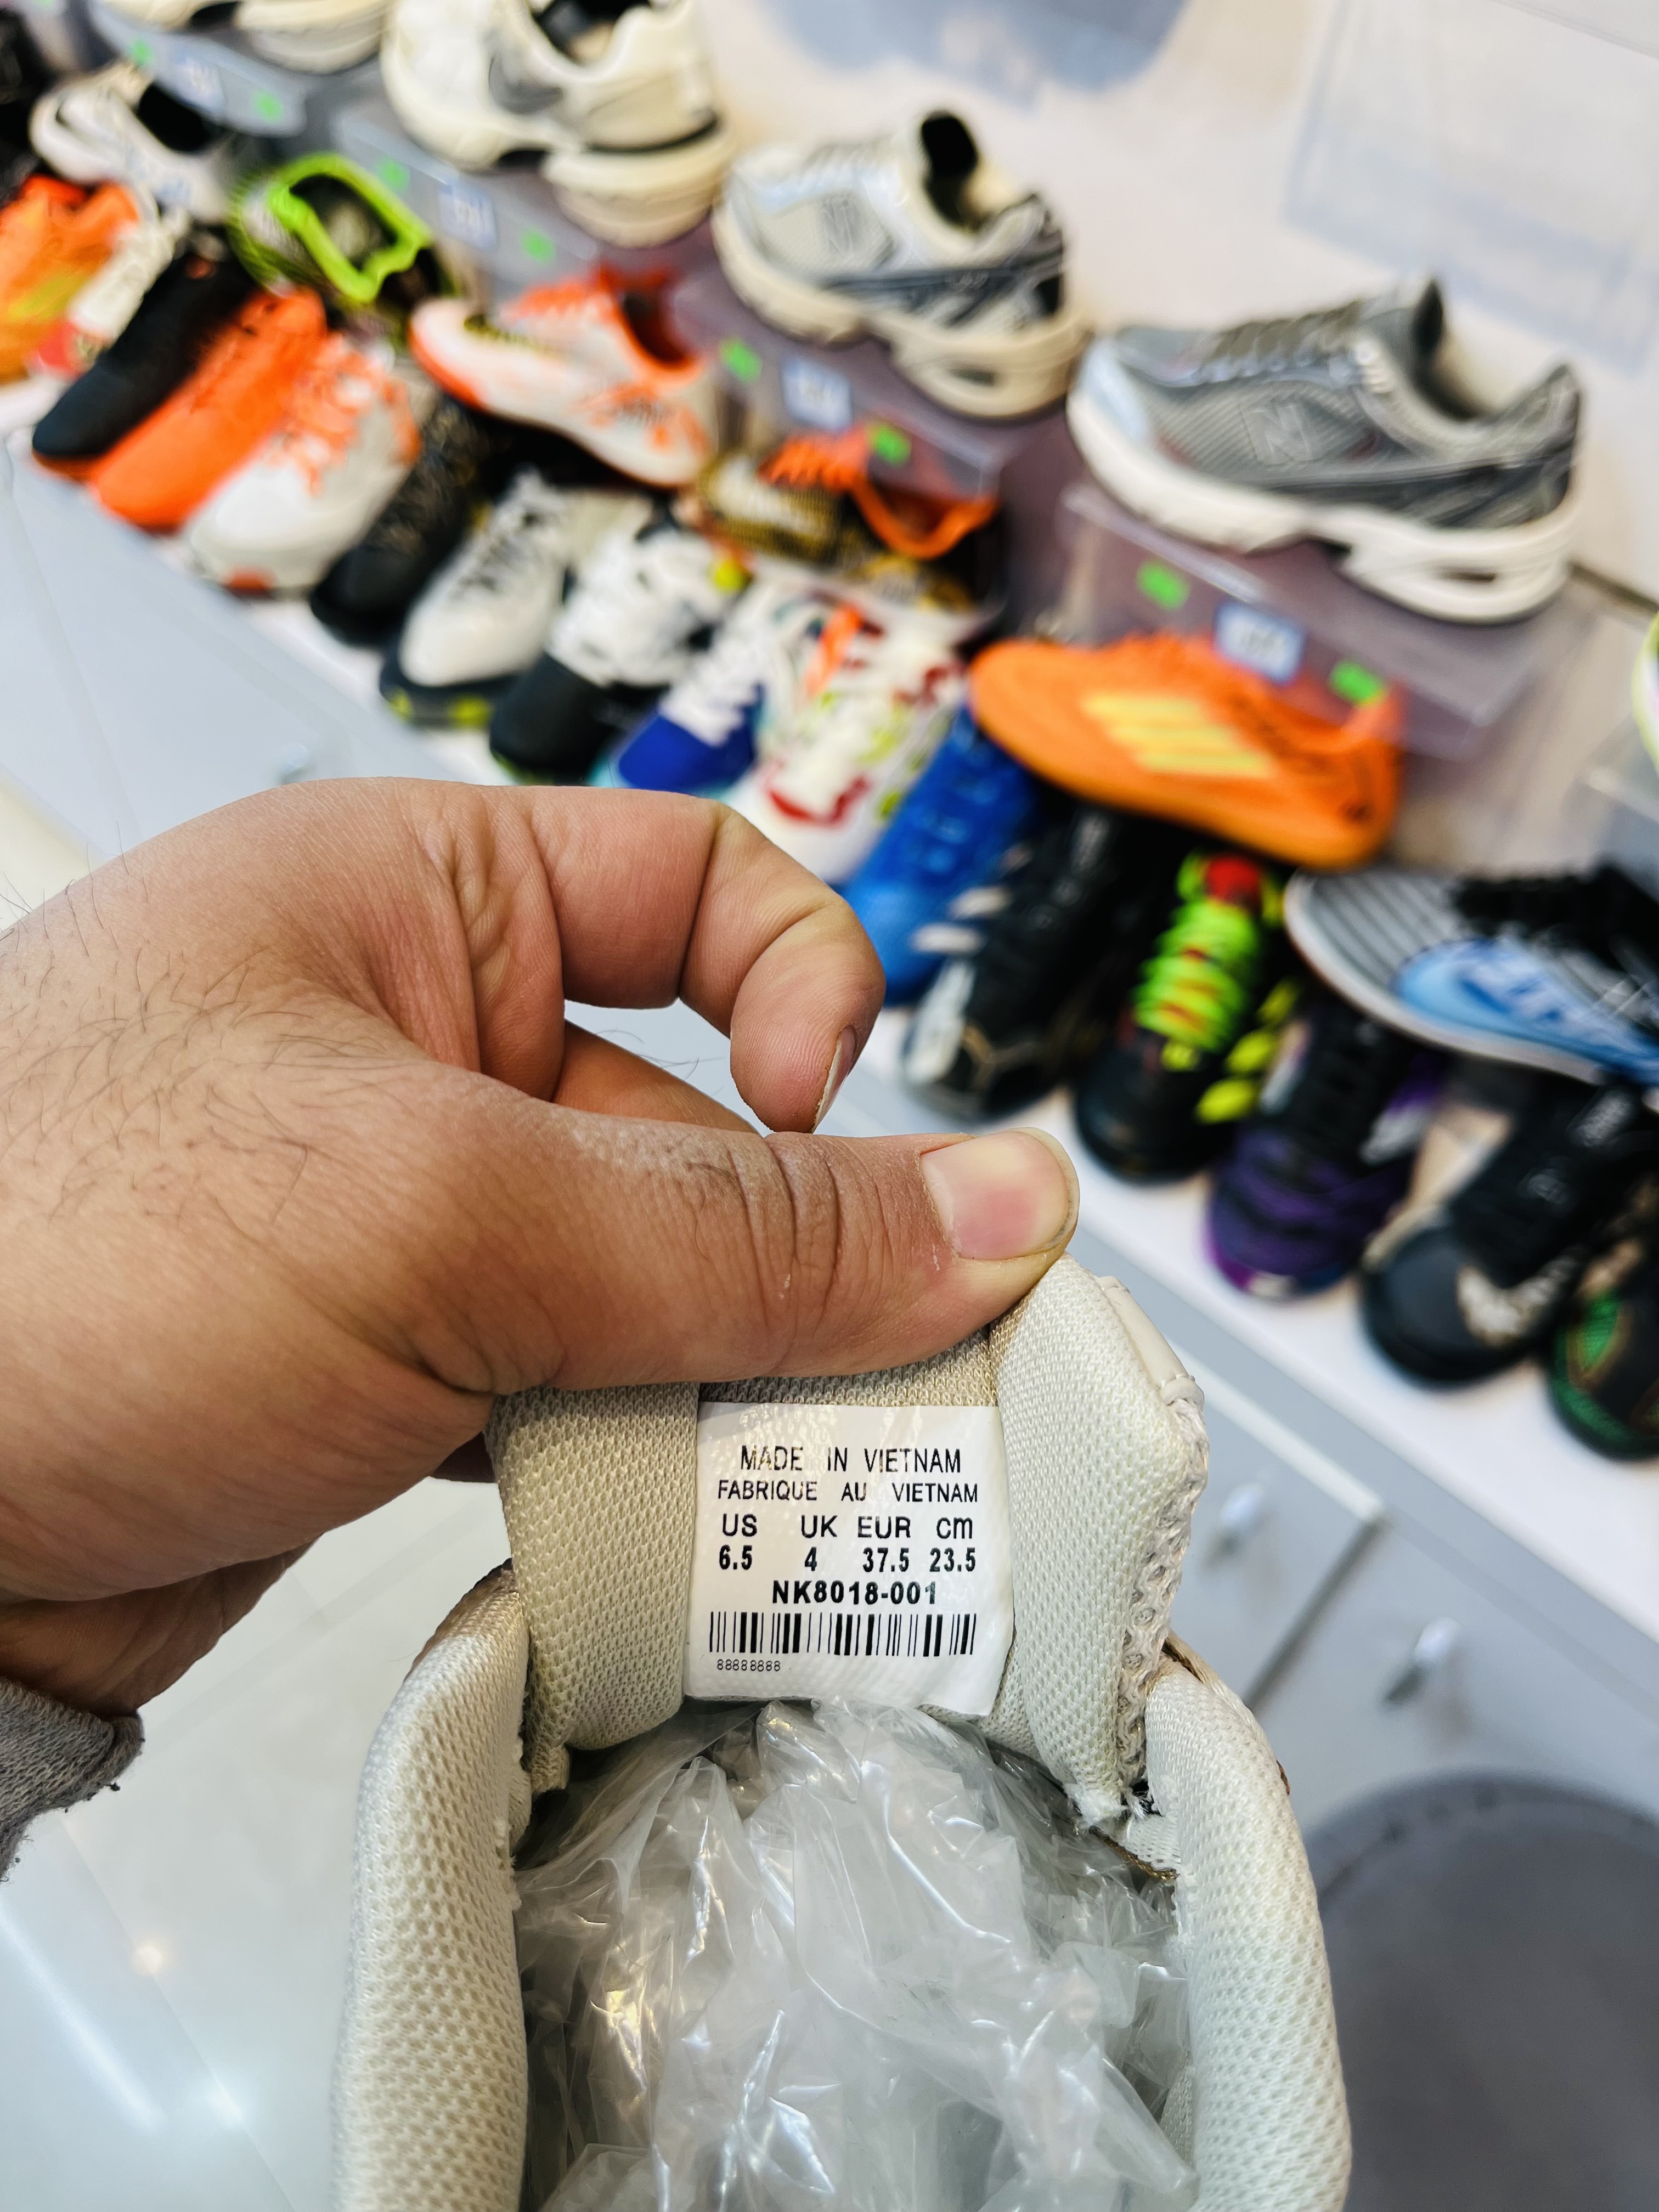 MADE IN VIETNAM
FABRIQUE AU VIETNAM
US UK EUR cm
6.5 4 37.5 23.5
NK8018-001
88888888